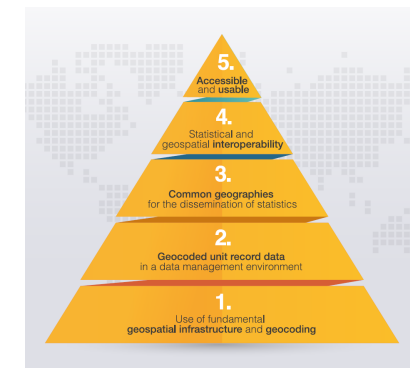 5.
Accessible
and usable
4.
Statistical and
geospatial interoperability
3.
Common geographies
for the dissemination of statistics
2.
Geocoded unit record data
in a data management environment
1.
Use of fundamental
geospatial infrastructure and geocoding